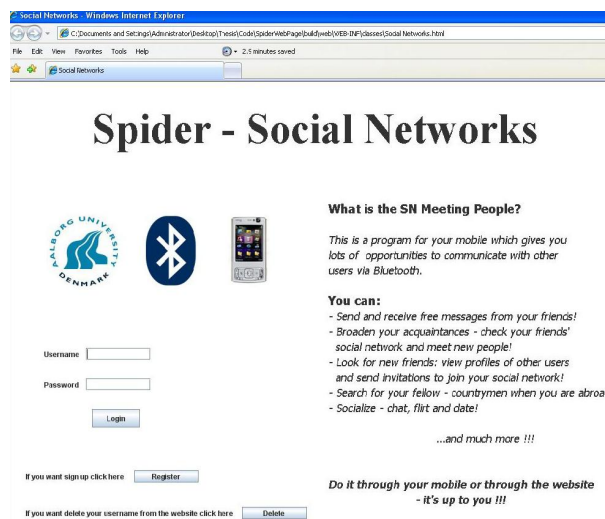 Social Networks - Windows Internet Explorer
C:\Documents and Settings\Administrator\Desktop\Thesis\Code\SpiderWebPage\build\web\WEB-INF\classes\Social Networks.html
File Edit View Favorites Tools Help
2.9 minutes saved
Social Networks
Spider - Social Networks
AALBORG UNIVERSITY
DENMARK
Username
Password
Login
If you want sign up click here Register
If you want delete your username from the website click here Delete
What is the SN Meeting People?
This is a program for your mobile which gives you
lots of opportunities to communicate with other
users via Bluetooth.
You can:
- Send and receive free messages from your friends!
- Broaden your acquaintances - check your friends'
social network and meet new people!
- Look for new friends: view profiles of other users
and send invitations to join your social network!
- Search for your fellow - countrymen when you are abroa
- Socialize - chat, flirt and date!
...and much more !!!
Do it through your mobile or through the website
- it's up to you !!!